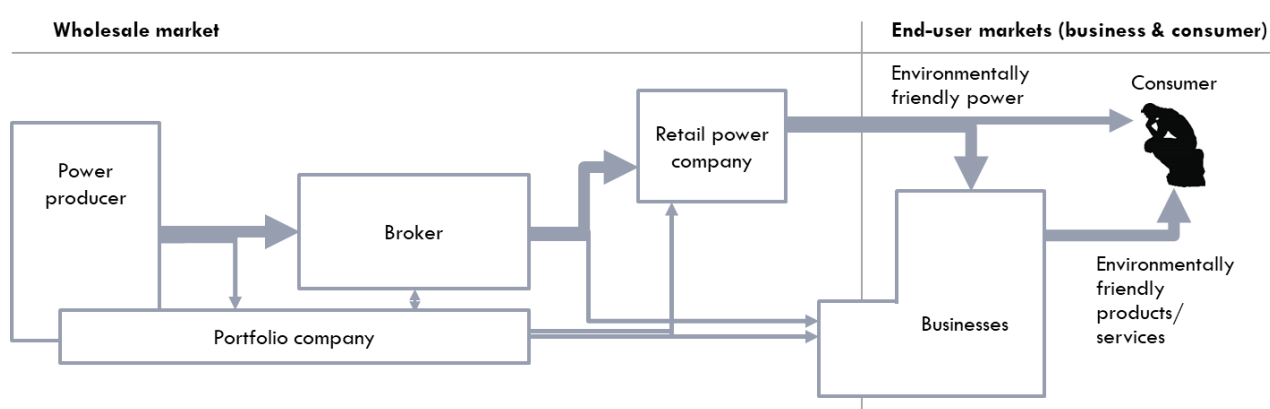 Wholesale market
End-user markets (business & consumer)
Environmentally
friendly power
Consumer
Retail power
company
Power
producer
Broker
Environmentally
friendly
products/
services
Businesses
Portfolio company